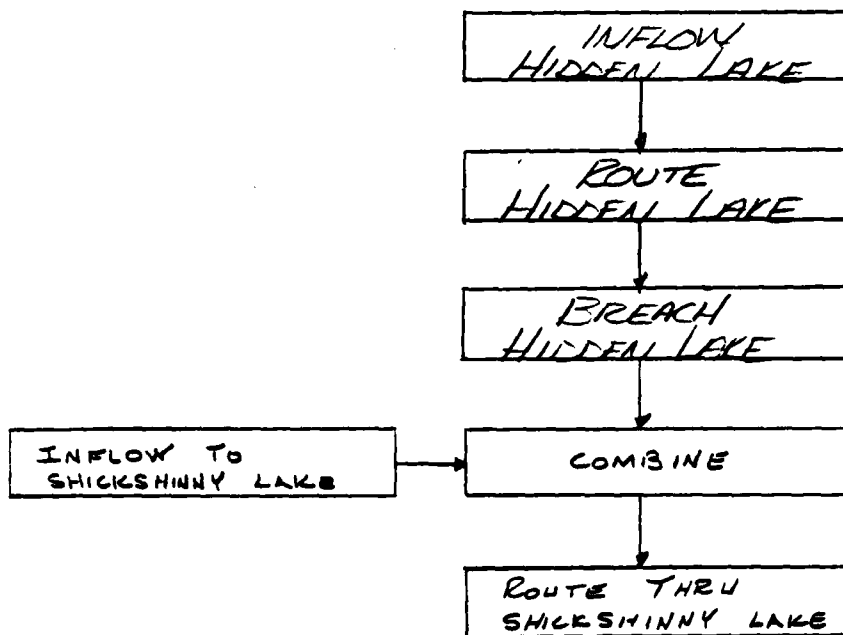 INFLOW
HIDDEN LAKE
ROUTE
HIDDEN LAKE
BREACH
HIDDEN LAKE
INFLOW TO
SHICKSHINNY LAKE
COMBINE
ROUTE THRU
SHICKSHINNY LAKE